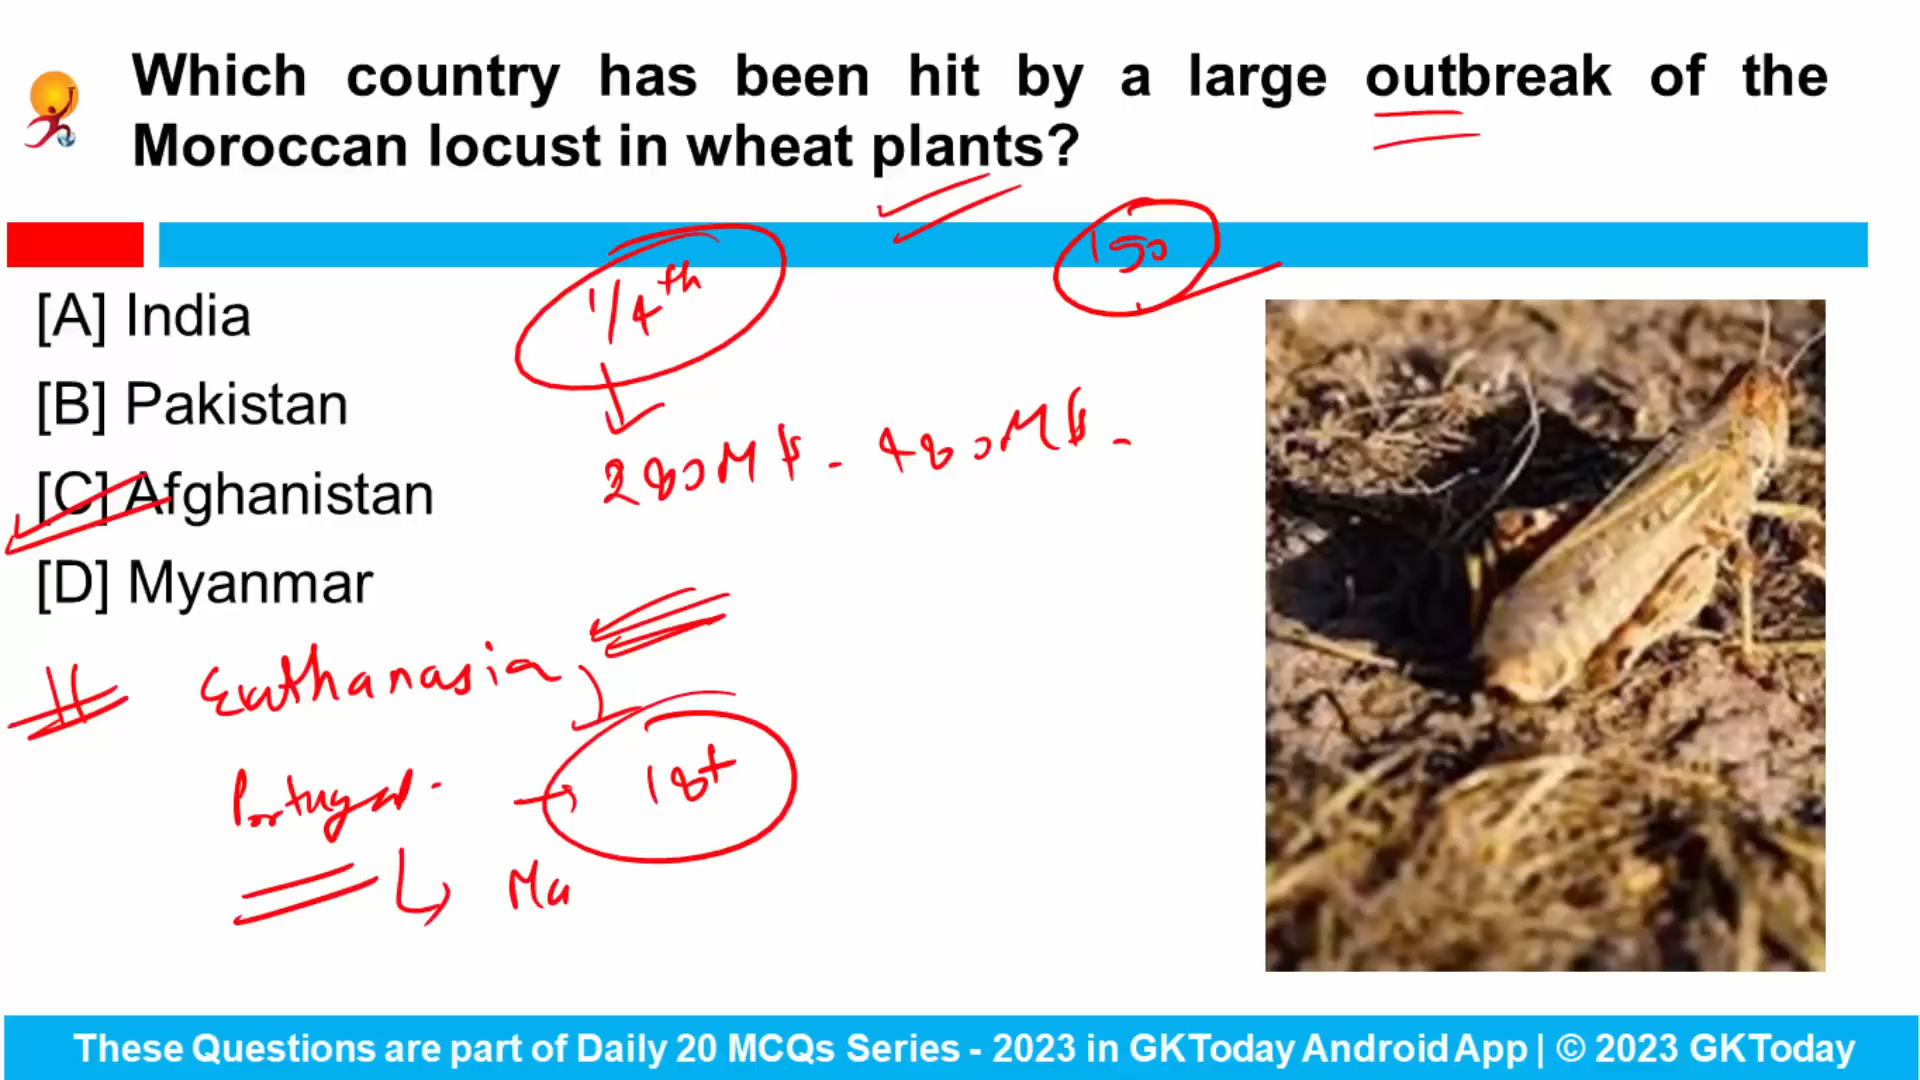 Which country has been hit by a large outbreak of the
Moroccan locust in wheat plants?
150
1/4th
[A] India
[B] Pakistan
280M$ - 480M$ -
[C] Afghanistan
[D] Myanmar
Euthanasia
Portugal
18+
Ma
These Questions are part of Daily 20 MCQs Series - 2023 in GKToday Android App | © 2023 GKToday